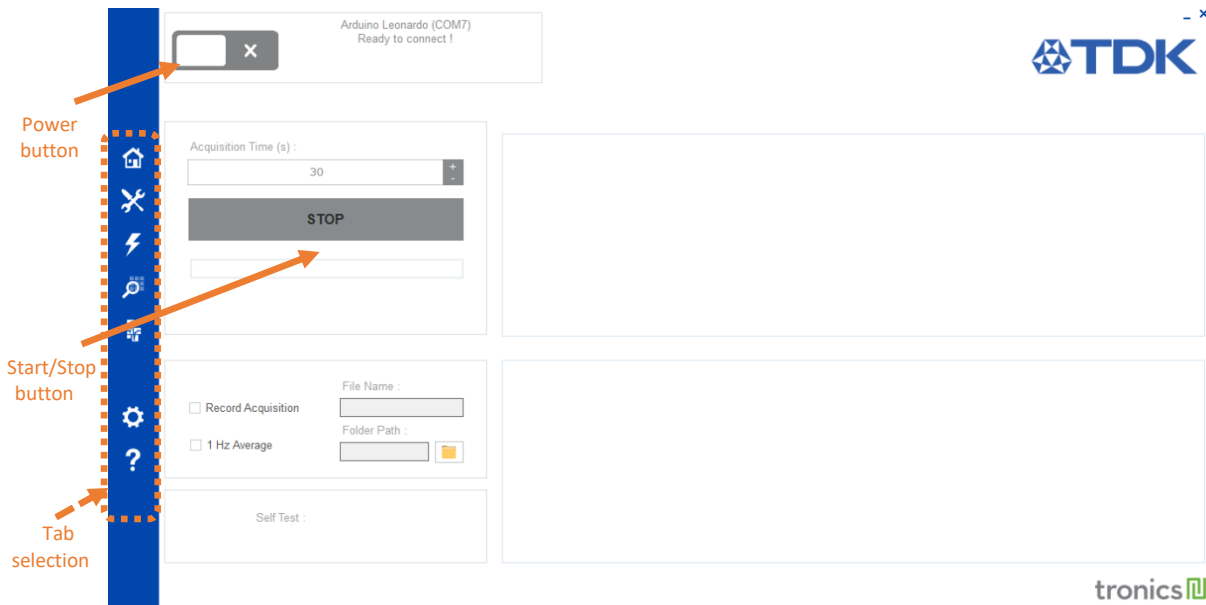 Arduino Leonardo (COM7)
Ready to connect !
_ ×
TDK
Power
button
Acquisition Time (s) :
30
+
-
STOP
Start/Stop
button
File Name :
Record Acquisition
Folder Path :
1 Hz Average
?
Self Test :
Tab
selection
tronics